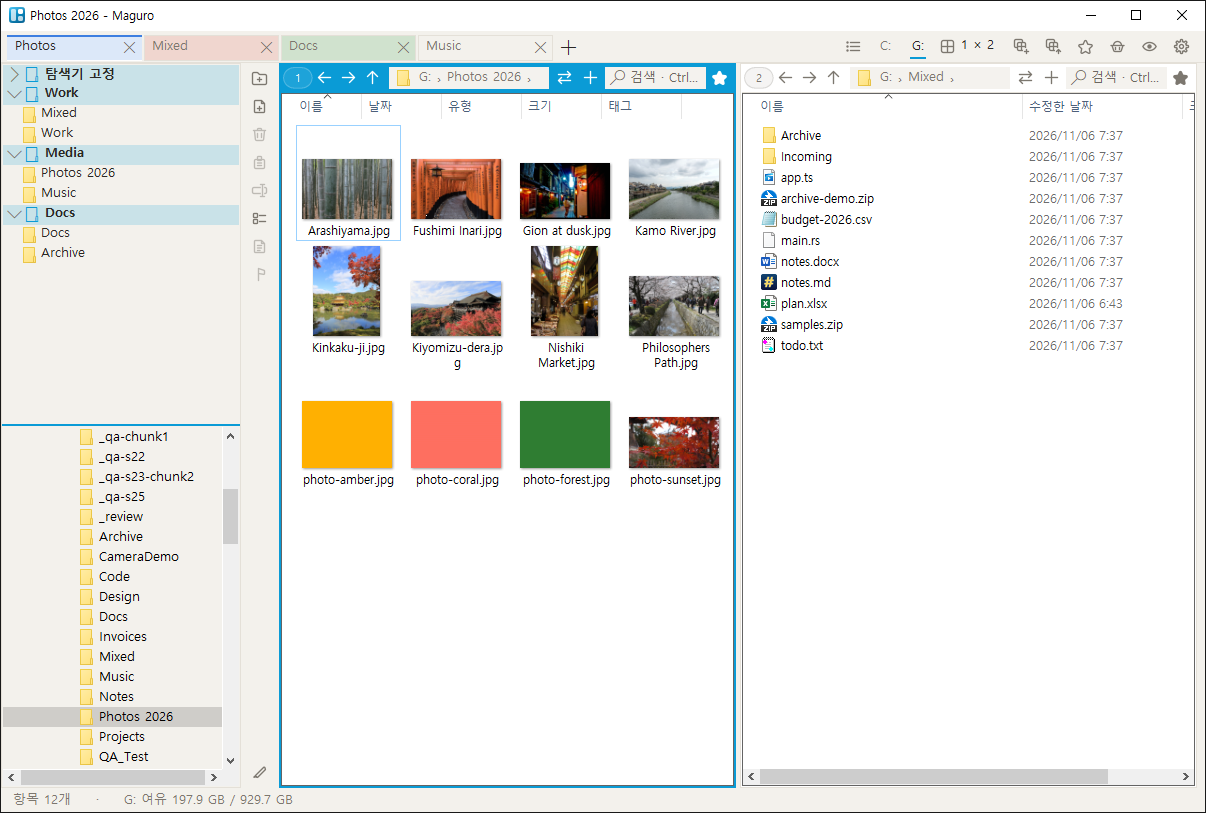 Photos 2026 - Maguro
Photos
Mixed
Docs
Music
C:
G:
1 × 2
탐색기 고정
Work
Mixed
Work
Media
Photos 2026
Music
Docs
Docs
Archive
_qa-chunk1
_qa-s22
_qa-s23-chunk2
_qa-s25
_review
Archive
CameraDemo
Code
Design
Docs
Invoices
Mixed
Music
Notes
Photos 2026
Projects
QA_Test
1
G: › Photos 2026 ›
검색 · Ctrl...
이름
날짜
유형
크기
태그
Arashiyama.jpg
Fushimi Inari.jpg
Gion at dusk.jpg
Kamo River.jpg
Kinkaku-ji.jpg
Kiyomizu-dera.jp
g
Nishiki
Market.jpg
Philosophers
Path.jpg
photo-amber.jpg
photo-coral.jpg
photo-forest.jpg
photo-sunset.jpg
2
G: › Mixed ›
검색 · Ctrl...
이름
수정한 날짜
Archive
2026/11/06 7:37
Incoming
2026/11/06 7:37
app.ts
2026/11/06 7:37
archive-demo.zip
2026/11/06 7:37
budget-2026.csv
2026/11/06 7:37
main.rs
2026/11/06 7:37
notes.docx
2026/11/06 7:37
notes.md
2026/11/06 7:37
plan.xlsx
2026/11/06 6:43
samples.zip
2026/11/06 7:37
todo.txt
2026/11/06 7:37
항목 12개
·
G: 여유 197.9 GB / 929.7 GB